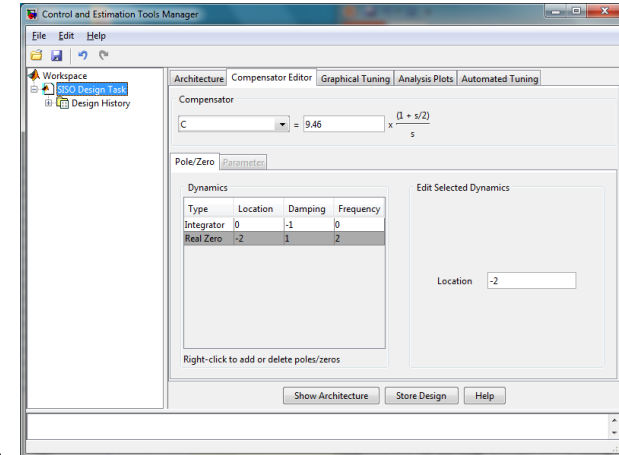 Control and Estimation Tools Manager
File Edit Help
Workspace
SISO Design Task
Design History
Architecture Compensator Editor Graphical Tuning Analysis Plots Automated Tuning
Compensator
C = 9.46 x (1 + s/2)
s
Pole/Zero Parameter
Dynamics
Type Location Damping Frequency
Integrator 0 -1 0
Real Zero -2 1 2
Right-click to add or delete poles/zeros
Edit Selected Dynamics
Location -2
Show Architecture Store Design Help